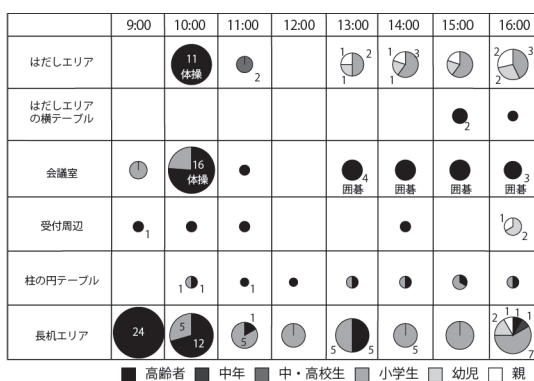 9:00 10:00 11:00 12:00 13:00 14:00 15:00 16:00
はだしエリア 11 体操 2 1 2 1 1 3 1 2 3 2
はだしエリアの横テーブル 2
会議室 16 体操 4 囲碁 囲碁 囲碁 3 囲碁
受付周辺 1 1 2
柱の円テーブル 1 1 1
長机エリア 24 5 12 1 5 5 5 5 2 1 1 1 7
高齢者 中年 中・高校生 小学生 幼児 親